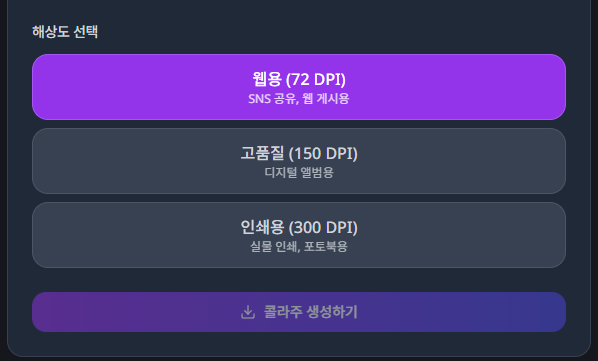 해상도 선택
웹용 (72 DPI)
SNS 공유, 웹 게시용
고품질 (150 DPI)
디지털 앨범용
인쇄용 (300 DPI)
실물 인쇄, 포토북용
콜라주 생성하기